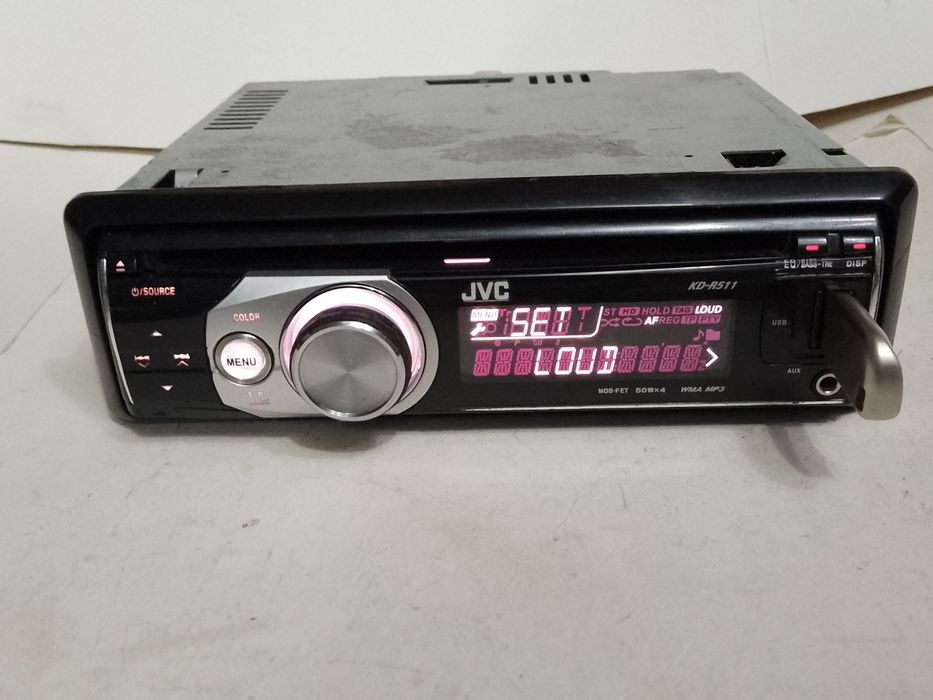 EQ/BASS-TRE DISP
JVC KD-R511
⏻/SOURCE
COLOR
MENU
MENU SET ST HD HOLD TAG LOUD
AF REG TP PTY
LOUD
USB
AUX
T/P
MOS-FET 50W×4 WMA MP3